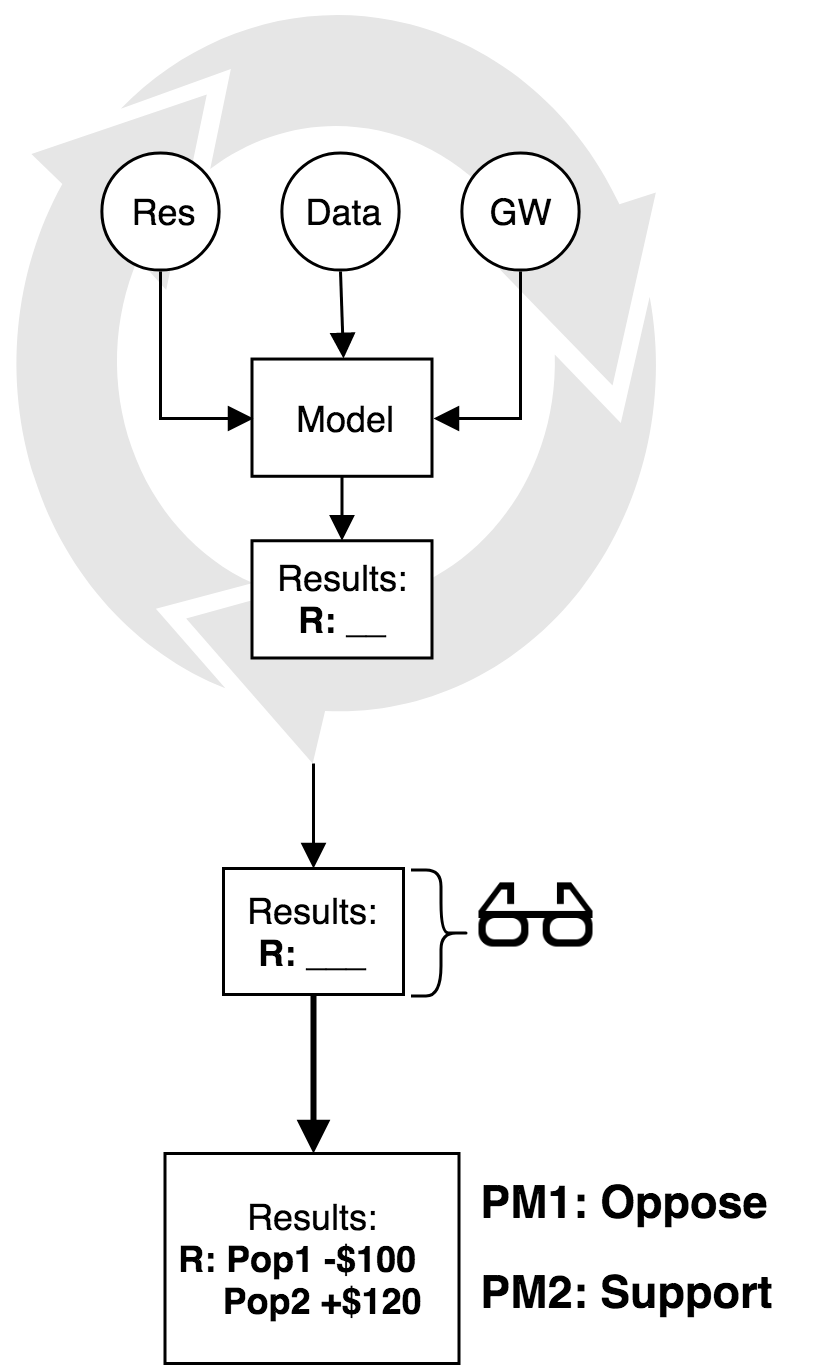 Res
Data
GW
Model
Results:
R: __
Results:
R: ___
Results:
R: Pop1 -$100
Pop2 +$120
PM1: Oppose
PM2: Support